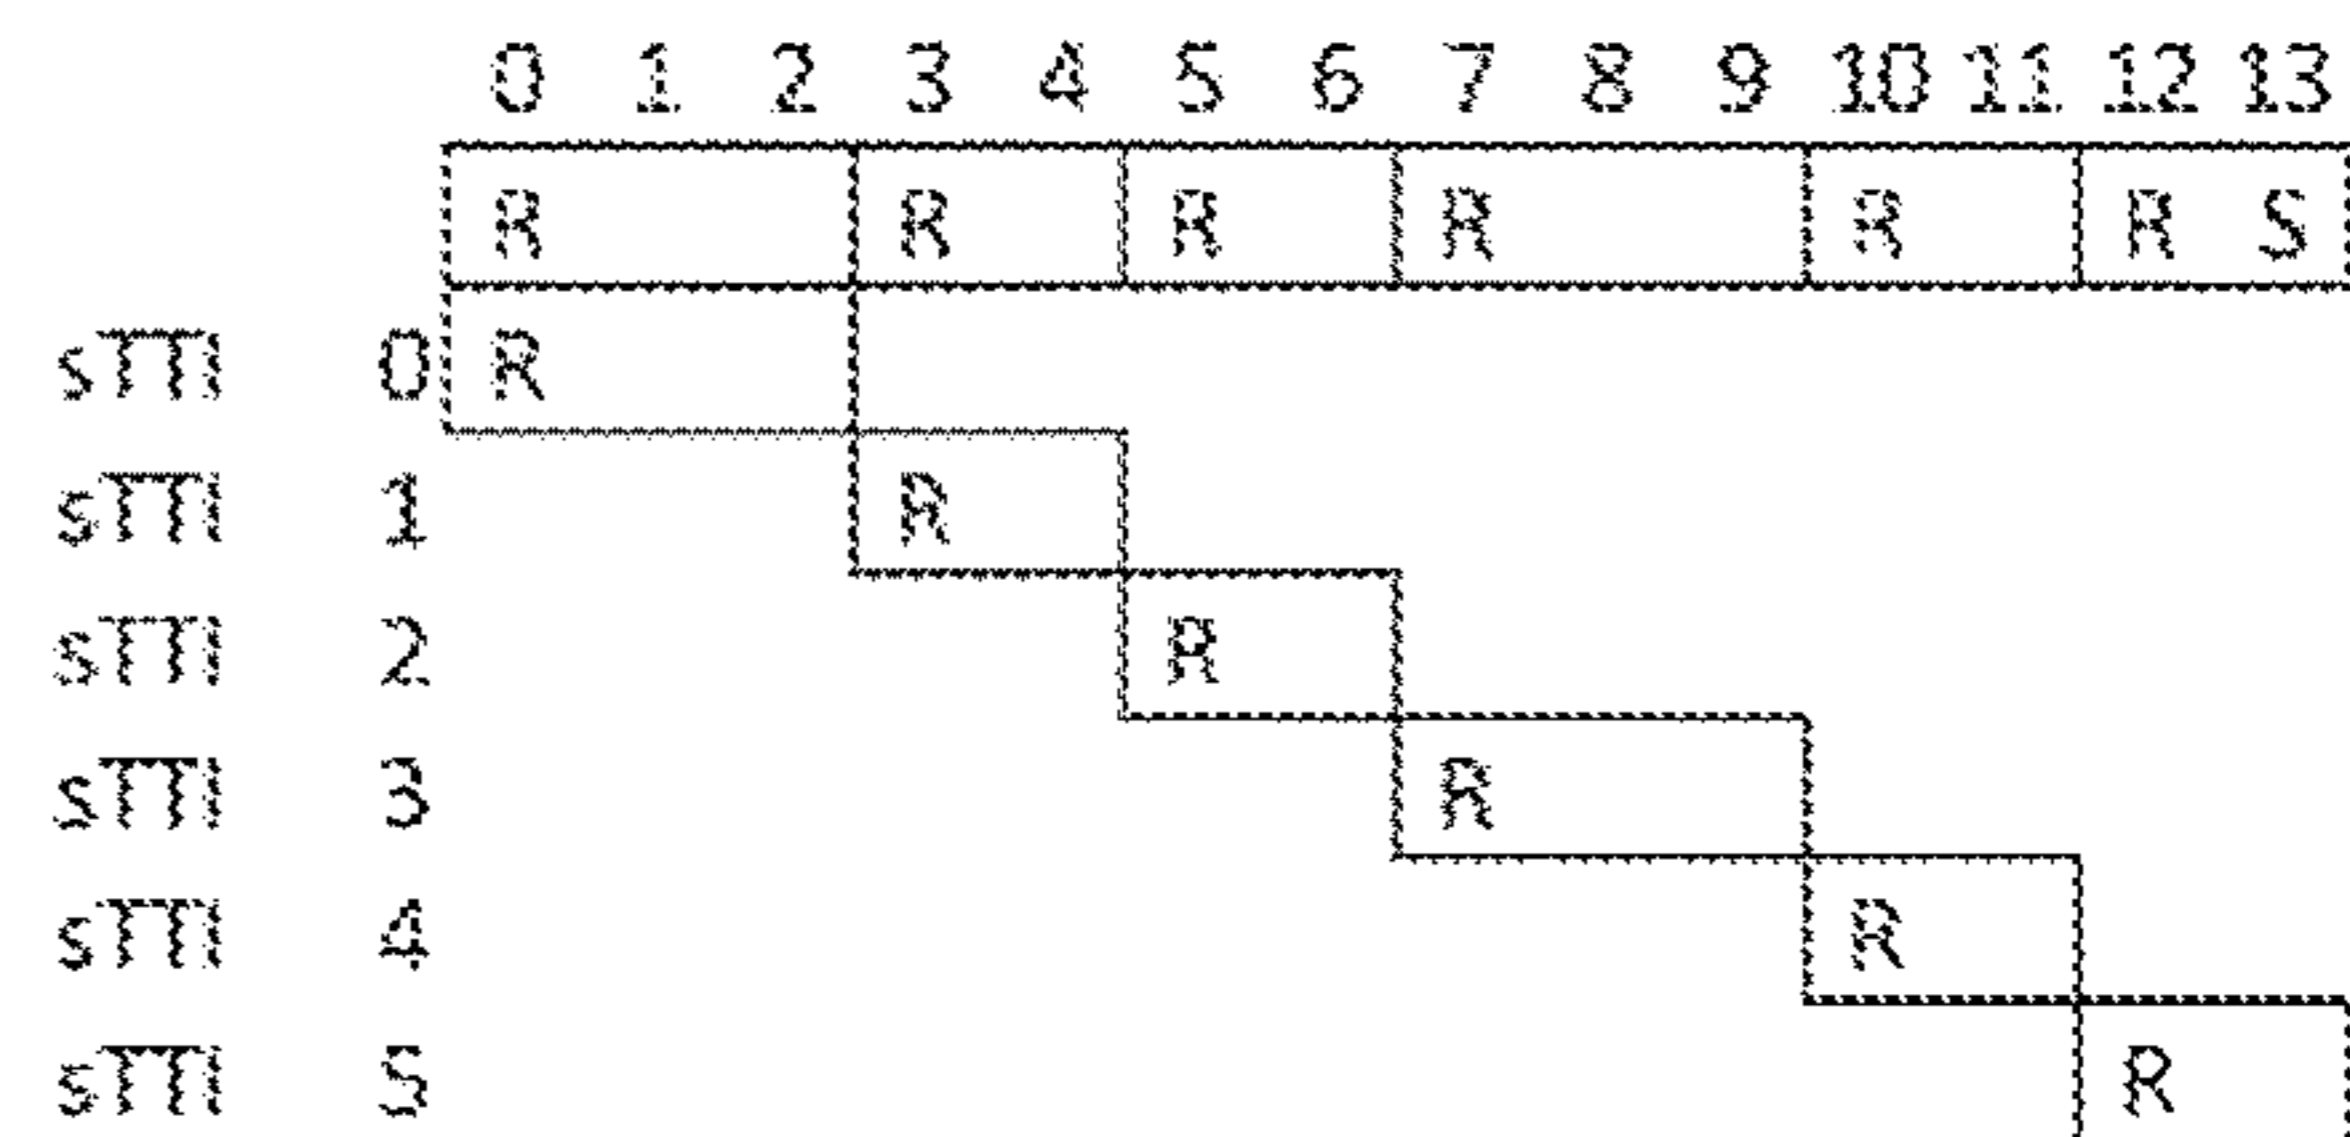 0 1 2 3 4 5 6 7 8 9 10 11 12 13
R R R R R R S
sTTI 0 R
sTTI 1 R
sTTI 2 R
sTTI 3 R
sTTI 4 R
sTTI 5 R